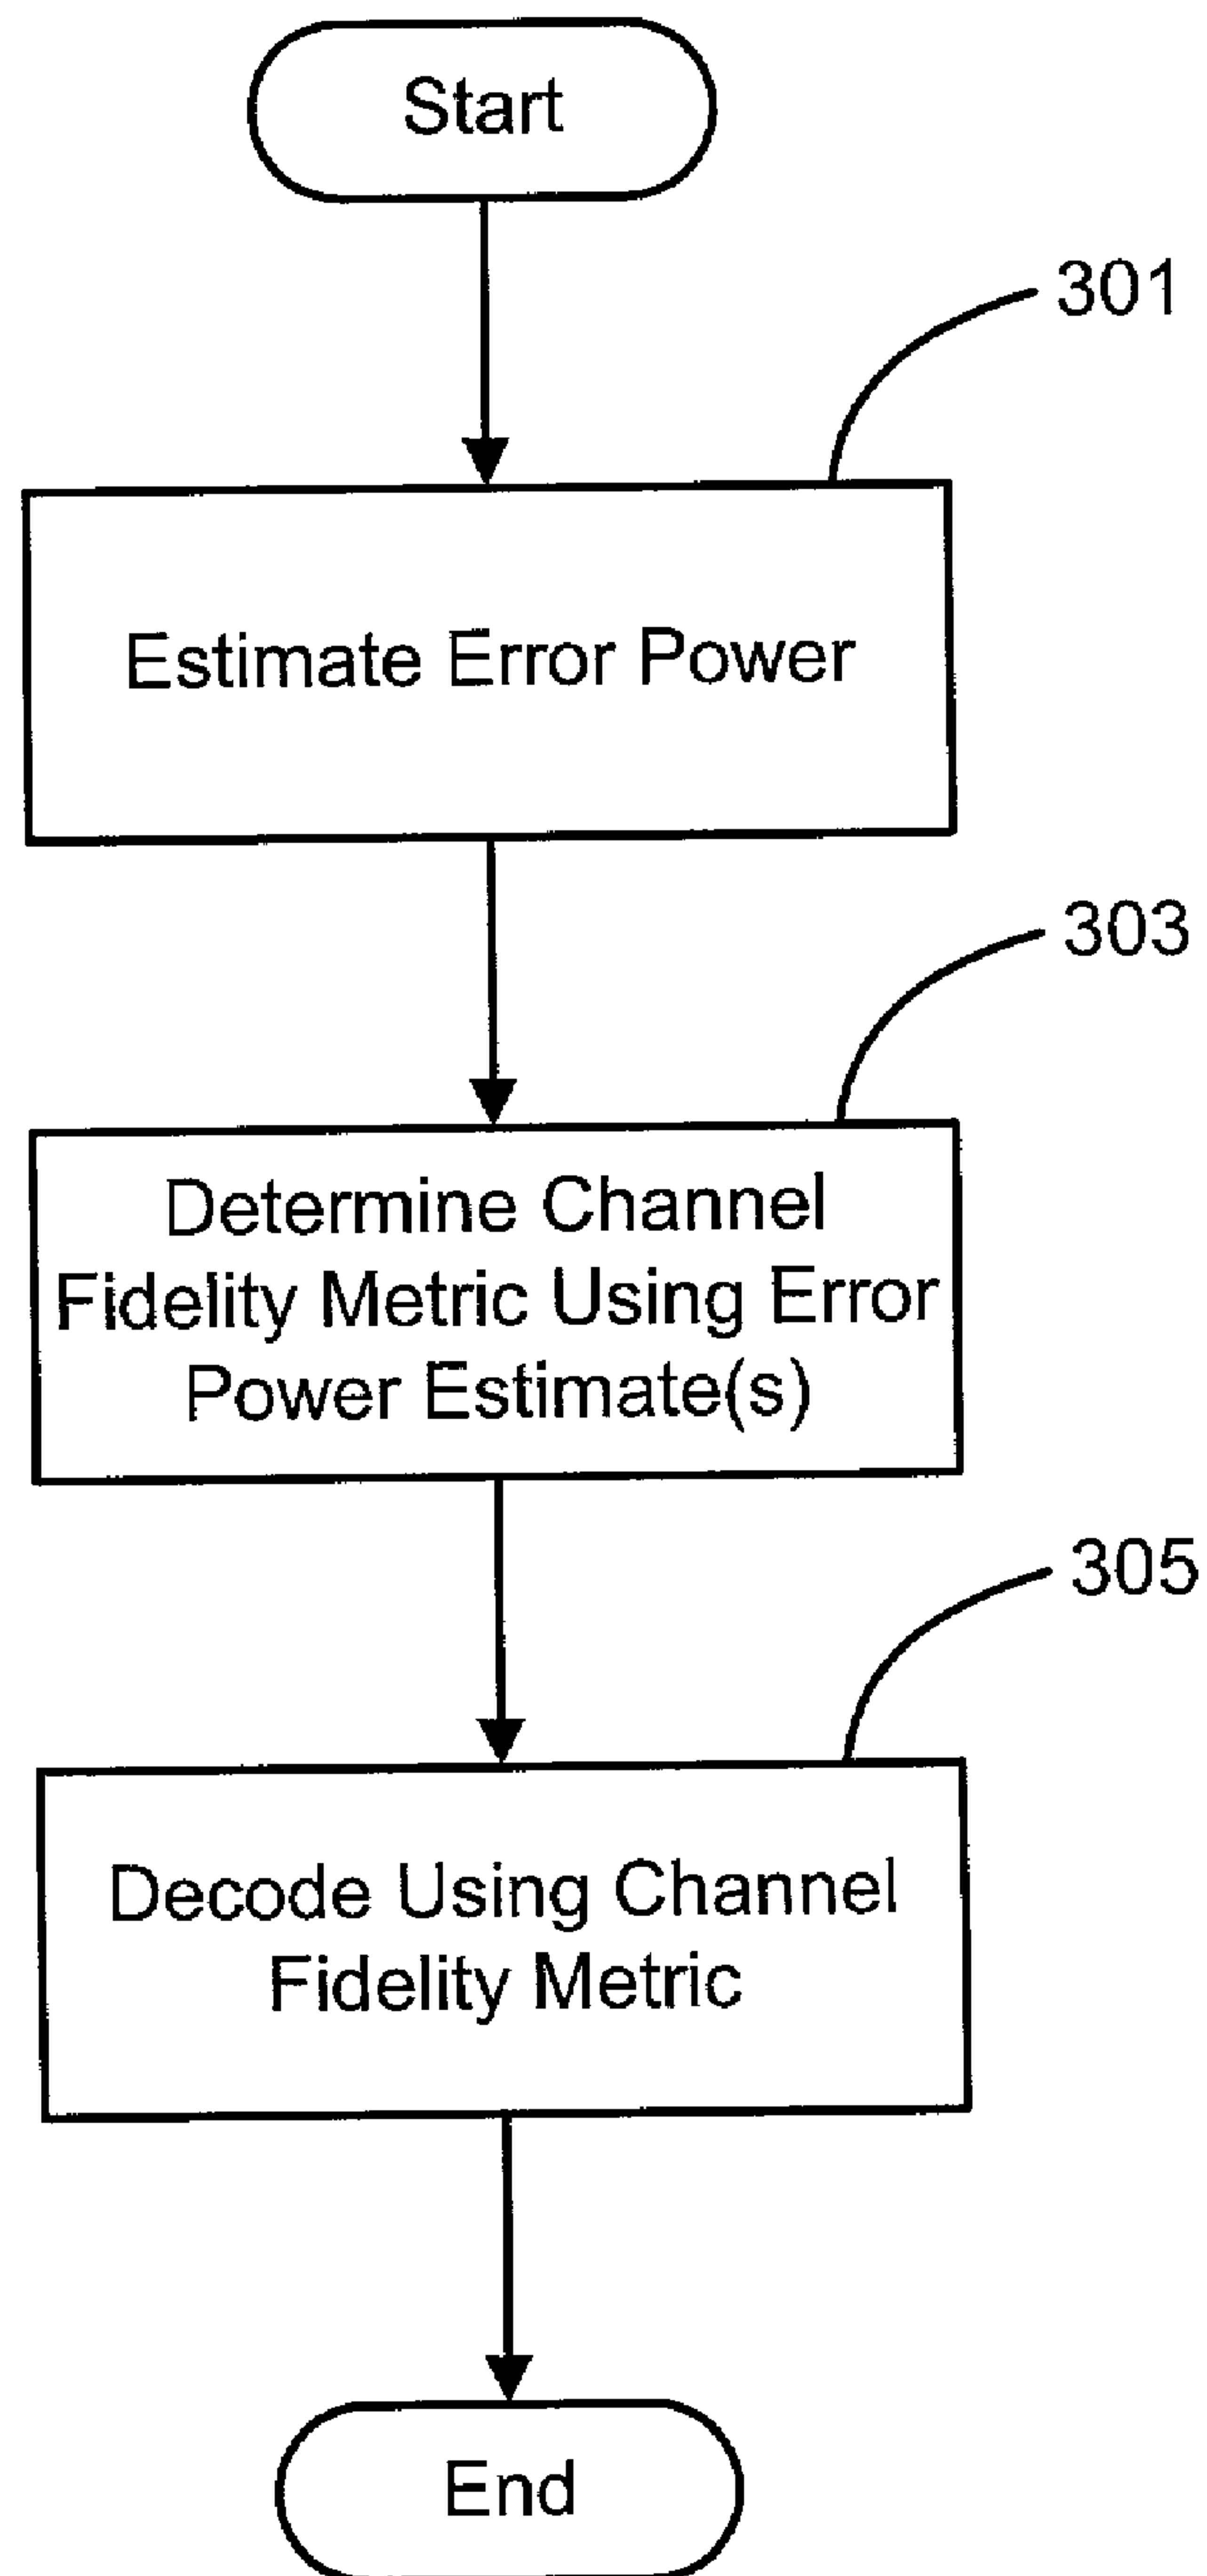 Start
301
Estimate Error Power
303
Determine Channel
Fidelity Metric Using Error
Power Estimate(s)
305
Decode Using Channel
Fidelity Metric
End